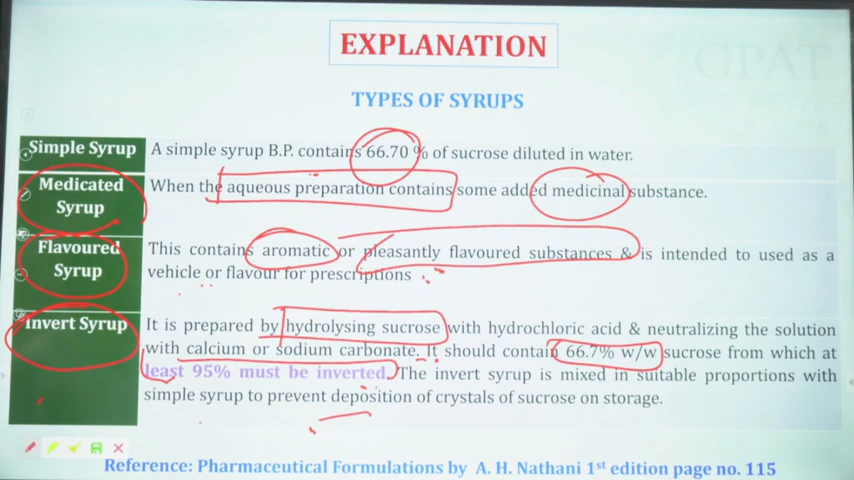 EXPLANATION
GPAT
TYPES OF SYRUPS
Simple Syrup A simple syrup B.P. contains 66.70 % of sucrose diluted in water.
Medicated Syrup When the aqueous preparation contains some added medicinal substance.
Flavoured Syrup This contains aromatic or pleasantly flavoured substances & is intended to used as a
vehicle or flavour for prescriptions
Invert Syrup It is prepared by hydrolysing sucrose with hydrochloric acid & neutralizing the solution
with calcium or sodium carbonate. It should contain 66.7% w/w sucrose from which at
least 95% must be inverted. The invert syrup is mixed in suitable proportions with
simple syrup to prevent deposition of crystals of sucrose on storage.
Reference: Pharmaceutical Formulations by A. H. Nathani 1st edition page no. 115